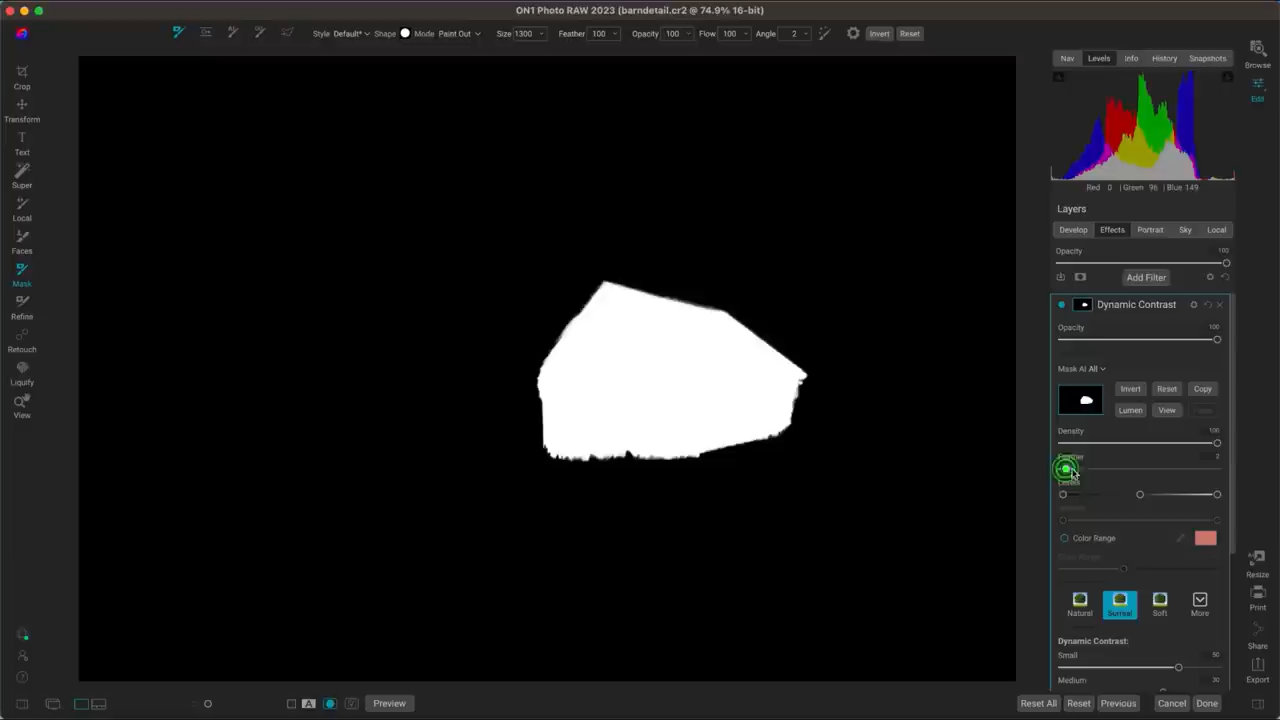 ON1 Photo RAW 2023 (barndetail.cr2 @ 74.9% 16-bit)
Style Default* Shape Mode Paint Out Size 1300 Feather 100 Opacity 100 Flow 100 Angle 2 Invert Reset
Crop
Transform
Text
Super
Local
Faces
Mask
Refine
Retouch
Liquify
View
Nav Levels Info History Snapshots
Browse
Edit
Red 0 | Green 96 | Blue 149
Layers
Develop Effects Portrait Sky Local
Opacity 100
Add Filter
Dynamic Contrast
Opacity 100
Mask AI All
Invert Reset Copy
Lumen View
Density 100
Feather 2
Levels
Color Range
Natural Surreal Soft More
Dynamic Contrast:
Small 50
Medium 30
Resize
Print
Share
Export
A
Preview
Reset All Reset Previous Cancel Done